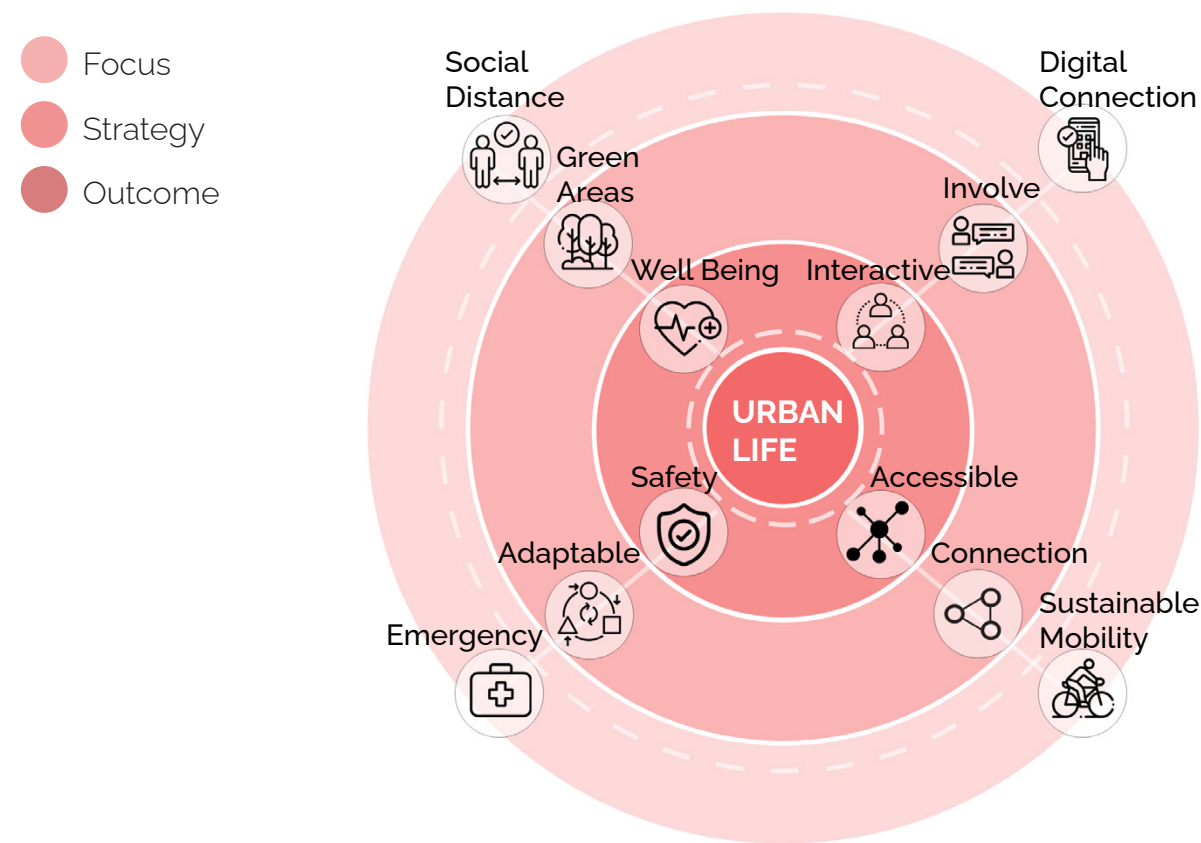 Focus
Strategy
Outcome
Social
Distance
Digital
Connection
Green
Areas
Involve
Well Being
Interactive
URBAN
LIFE
Safety
Accessible
Adaptable
Connection
Sustainable
Mobility
Emergency